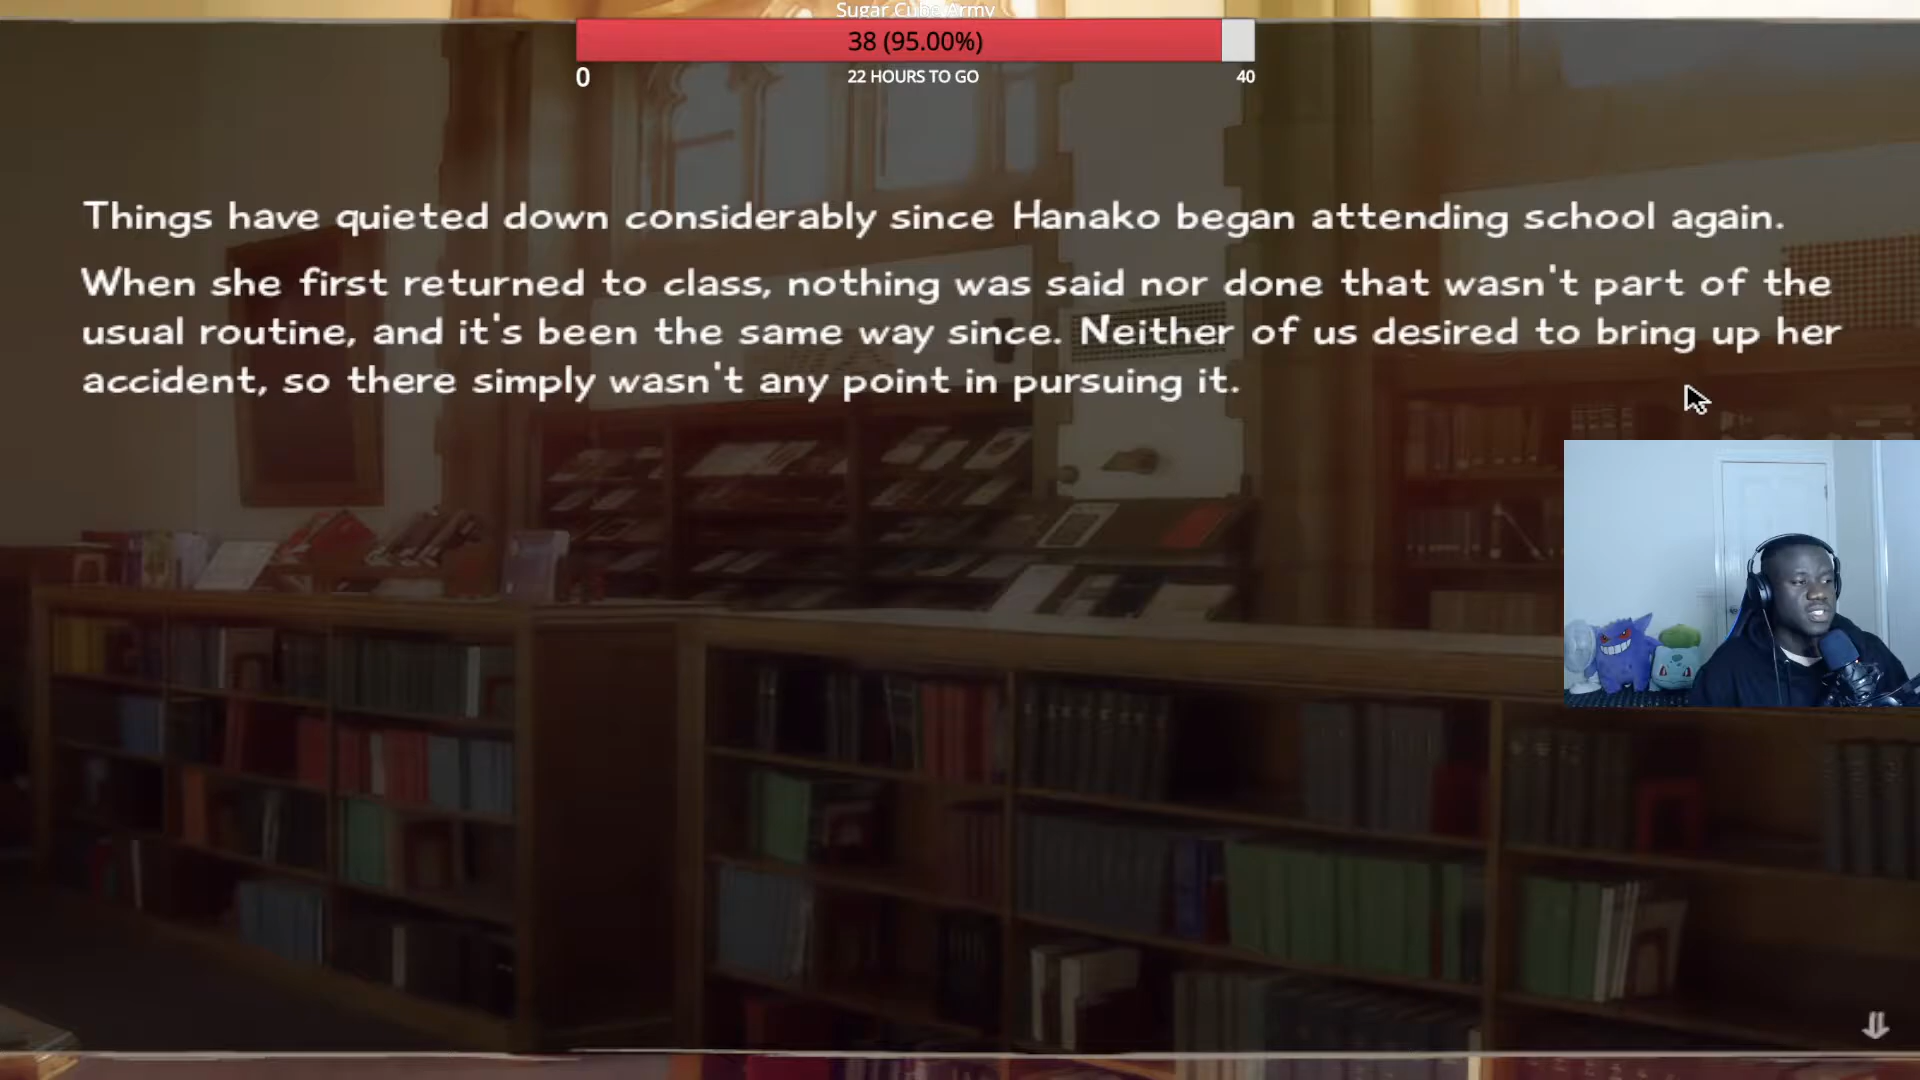 Sugar Cube Army
38 (95.00%)
0
22 HOURS TO GO
40
Things have quieted down considerably since Hanako began attending school again.
When she first returned to class, nothing was said nor done that wasn't part of the
usual routine, and it's been the same way since. Neither of us desired to bring up her
accident, so there simply wasn't any point in pursuing it.